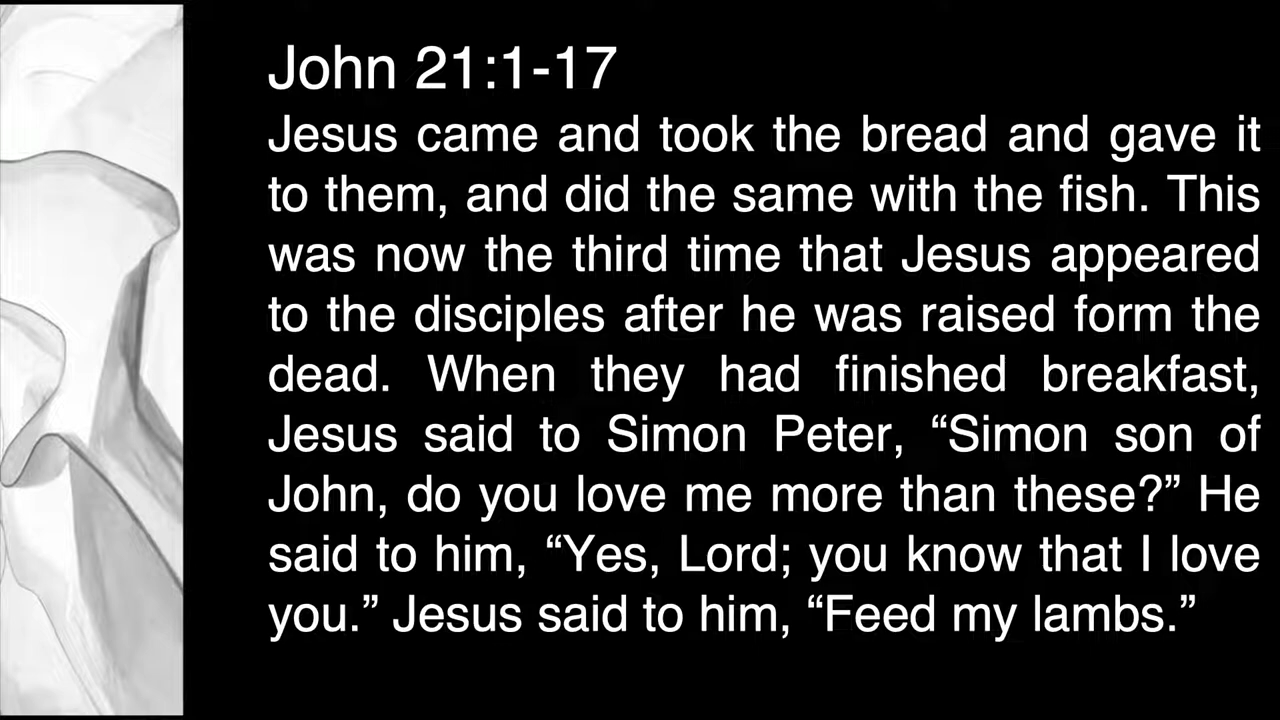 John 21:1-17
Jesus came and took the bread and gave it
to them, and did the same with the fish. This
was now the third time that Jesus appeared
to the disciples after he was raised form the
dead. When they had finished breakfast,
Jesus said to Simon Peter, “Simon son of
John, do you love me more than these?” He
said to him, “Yes, Lord; you know that I love
you.” Jesus said to him, “Feed my lambs.”